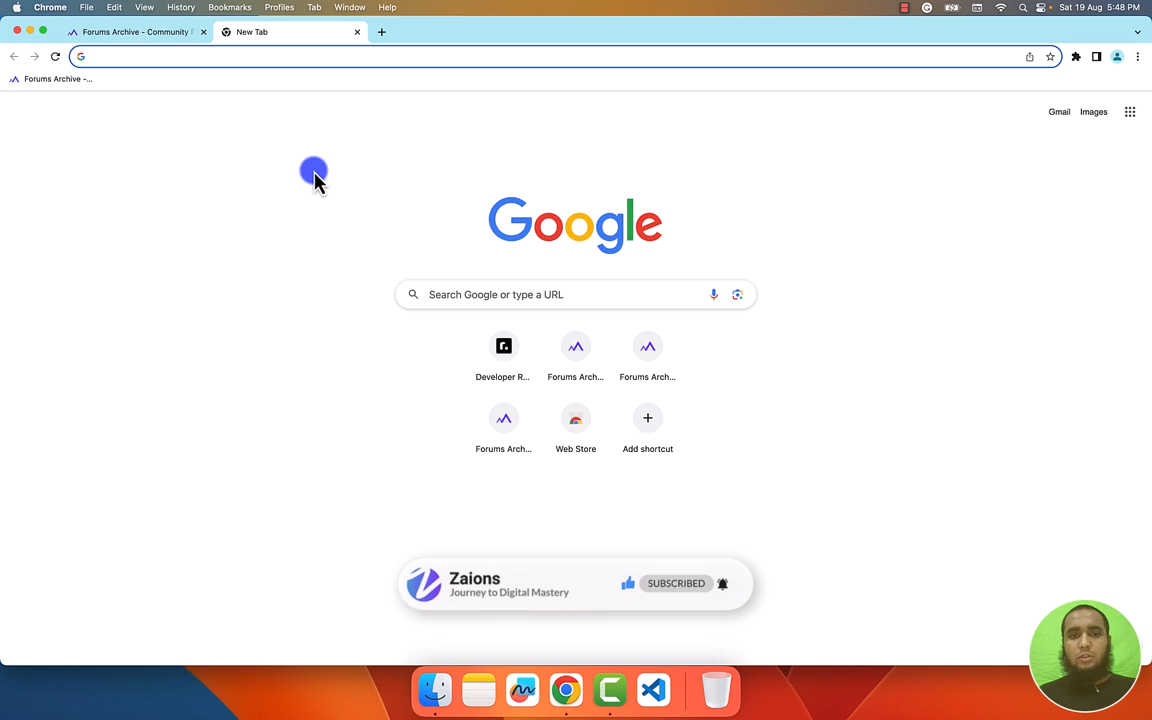 Chrome File Edit View History Bookmarks Profiles Tab Window Help Sat 19 Aug 5:48 PM
Forums Archive - Community F New Tab
Forums Archive -...
Gmail Images
Google
Search Google or type a URL
Developer R... Forums Arch... Forums Arch...
Forums Arch... Web Store Add shortcut
Zaions SUBSCRIBED
Journey to Digital Mastery